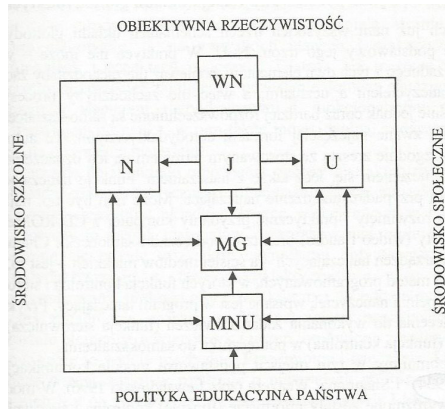 OBIEKTYWNA RZECZYWISTOŚĆ
WN
N
J
U
MG
MNU
ŚRODOWISKO SZKOLNE
ŚRODOWISKO SPOŁECZNE
POLITYKA EDUKACYJNA PAŃSTWA